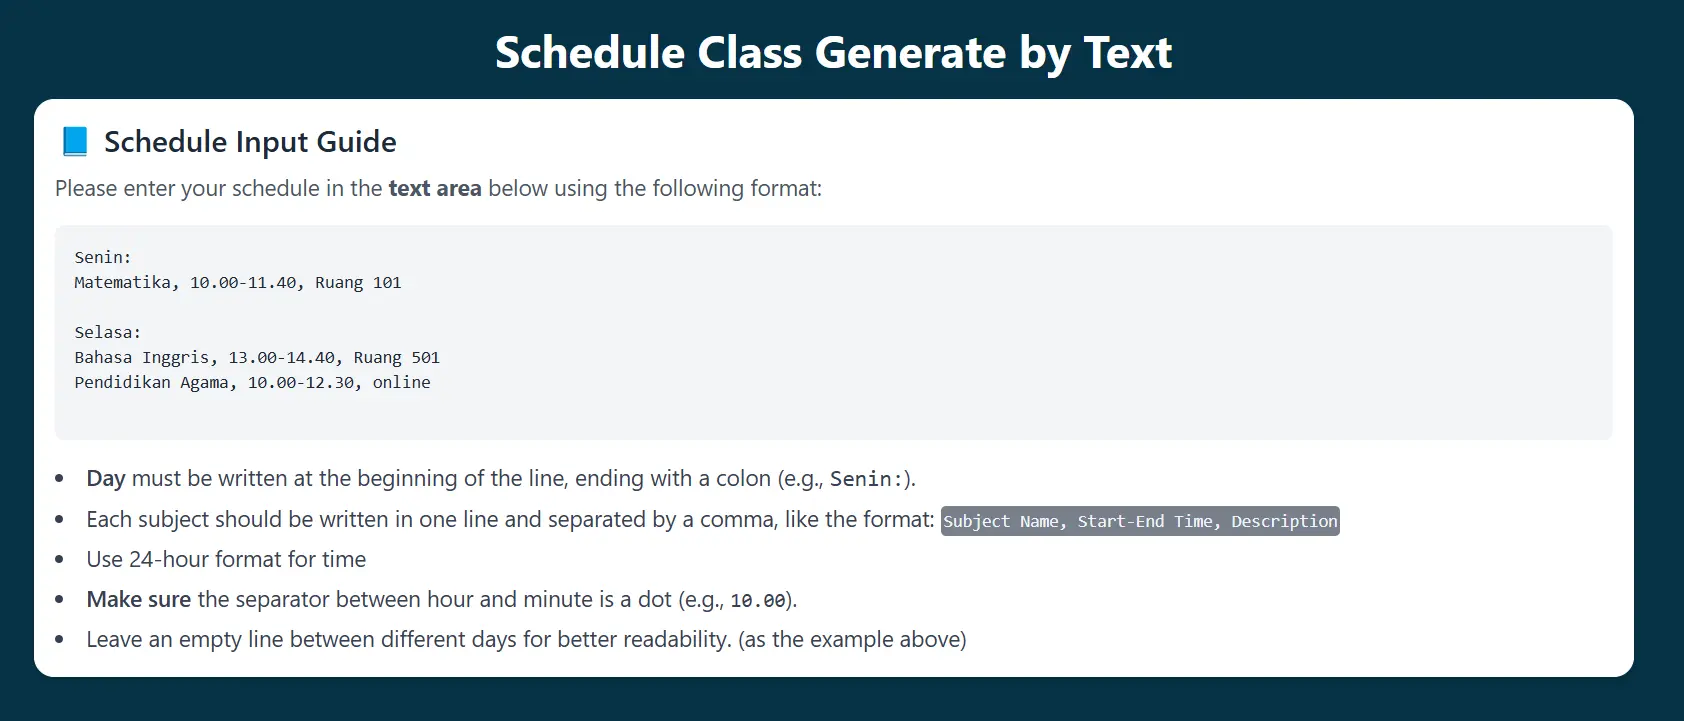 Schedule Class Generate by Text
Schedule Input Guide
Please enter your schedule in the text area below using the following format:
Senin:
Matematika, 10.00-11.40, Ruang 101
Selasa:
Bahasa Inggris, 13.00-14.40, Ruang 501
Pendidikan Agama, 10.00-12.30, online
• Day must be written at the beginning of the line, ending with a colon (e.g., Senin:).
• Each subject should be written in one line and separated by a comma, like the format: Subject Name, Start-End Time, Description
• Use 24-hour format for time
• Make sure the separator between hour and minute is a dot (e.g., 10.00).
• Leave an empty line between different days for better readability. (as the example above)